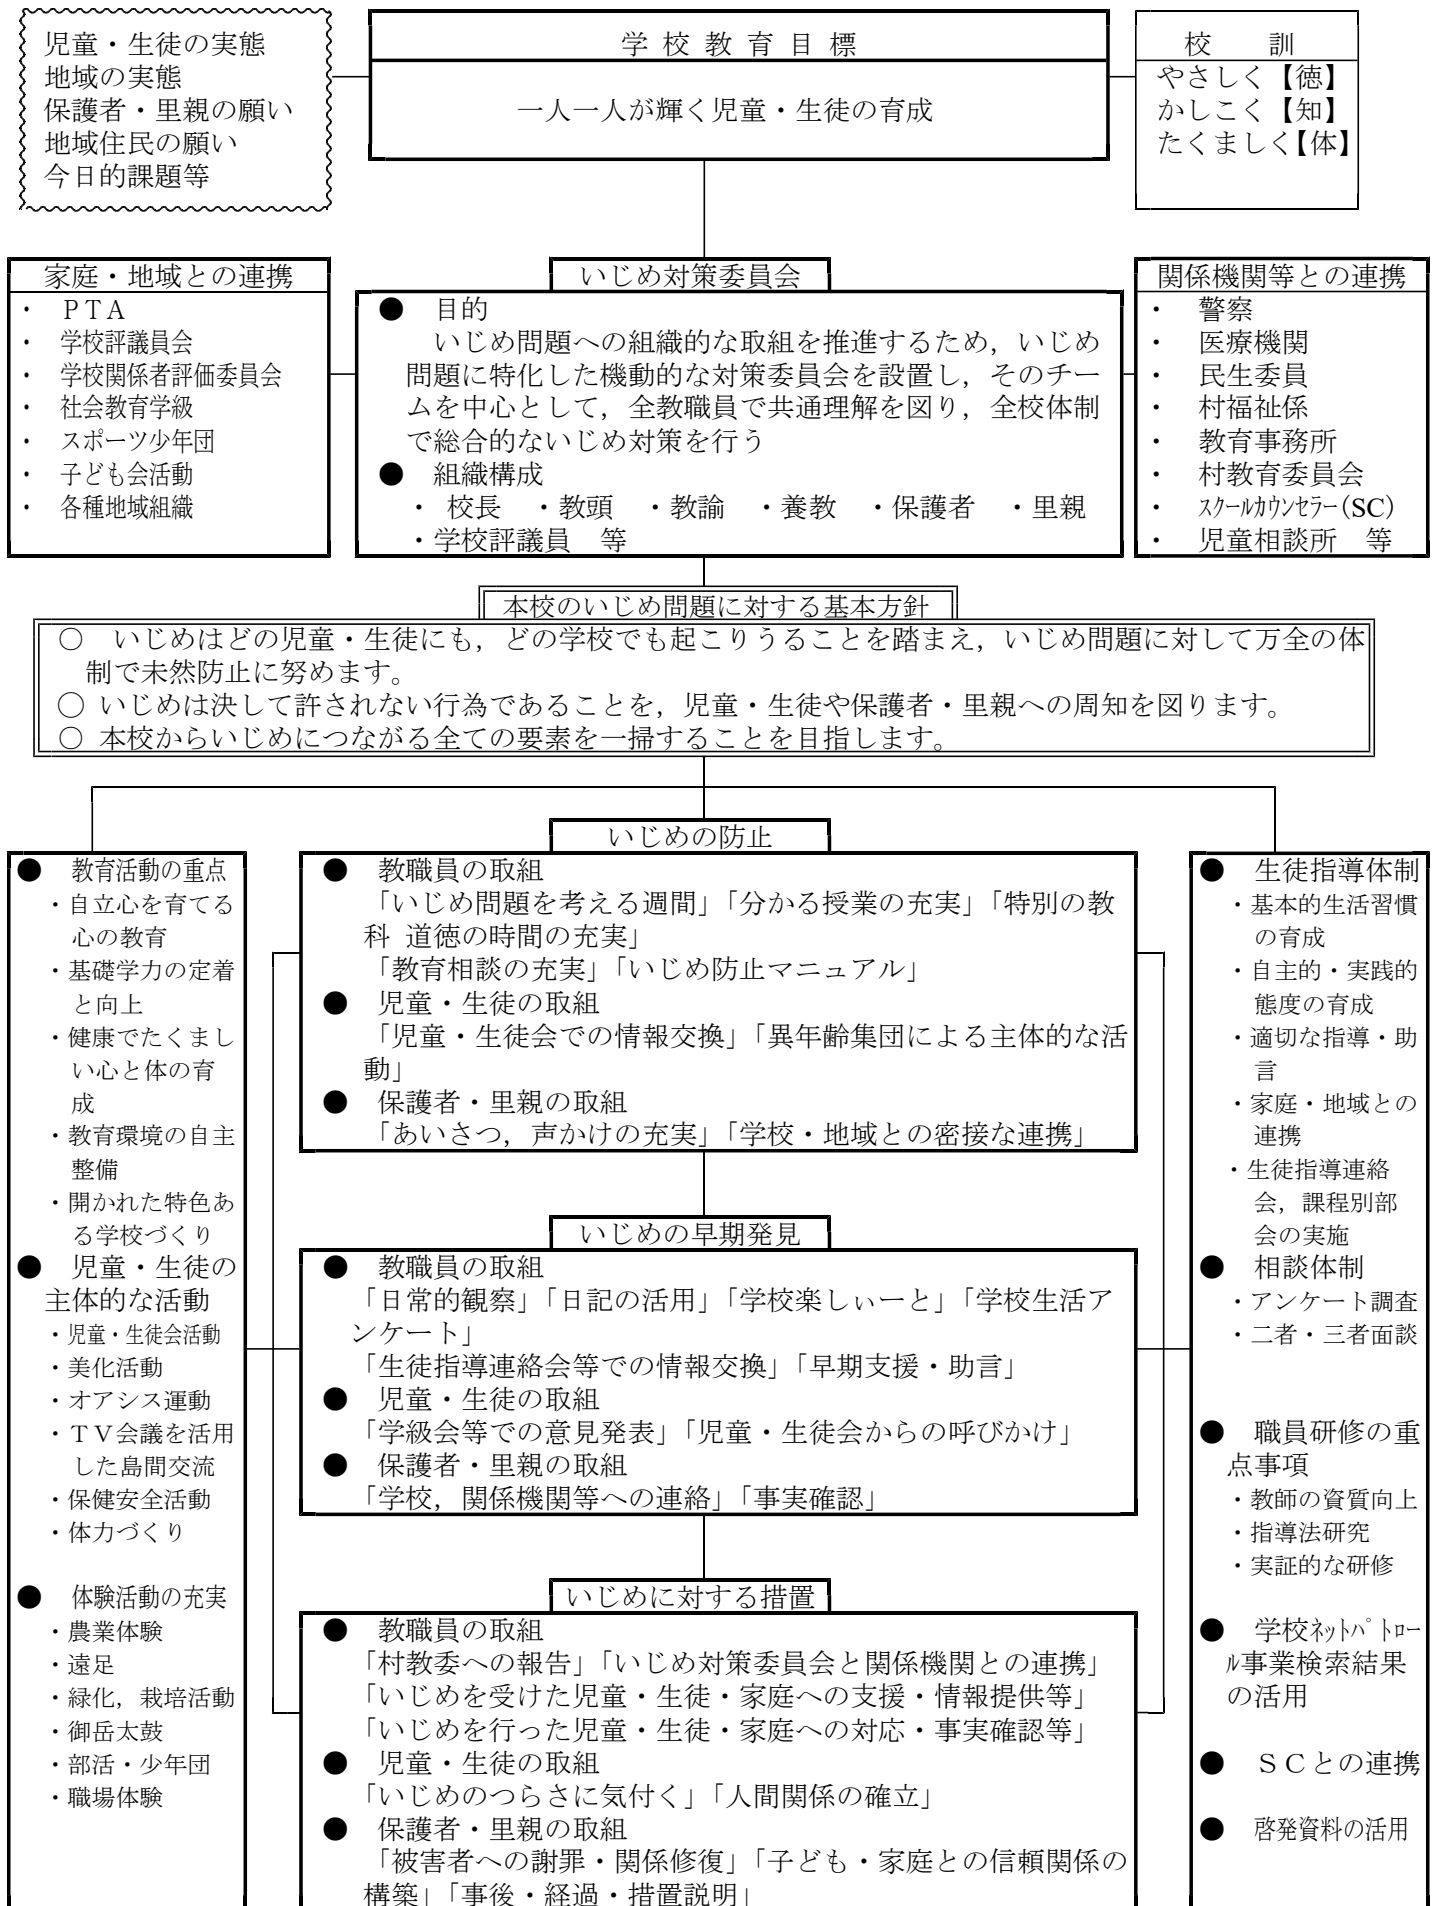 児童・生徒の実態
地域の実態
保護者・里親の願い
地域住民の願い
今日的課題等
学校教育目標
一人一人が輝く児童・生徒の育成
校　訓
やさしく【徳】
かしこく【知】
たくましく【体】
家庭・地域との連携
・ PTA
・ 学校評議員会
・ 学校関係者評価委員会
・ 社会教育学級
・ スポーツ少年団
・ 子ども会活動
・ 各種地域組織
いじめ対策委員会
● 目的
いじめ問題への組織的な取組を推進するため，いじめ
問題に特化した機動的な対策委員会を設置し，そのチー
ムを中心として，全教職員で共通理解を図り，全校体制
で総合的ないじめ対策を行う
● 組織構成
・ 校長 ・教頭 ・教諭 ・養教 ・保護者 ・里親
・学校評議員 等
関係機関等との連携
・ 警察
・ 医療機関
・ 民生委員
・ 村福祉係
・ 教育事務所
・ 村教育委員会
・ ｽｸｰﾙｶｳﾝｾﾗｰ(SC)
・ 児童相談所 等
本校のいじめ問題に対する基本方針
○ いじめはどの児童・生徒にも，どの学校でも起こりうることを踏まえ，いじめ問題に対して万全の体
制で未然防止に努めます。
○ いじめは決して許されない行為であることを，児童・生徒や保護者・里親への周知を図ります。
○ 本校からいじめにつながる全ての要素を一掃することを目指します。
● 教育活動の重点
・自立心を育てる
心の教育
・基礎学力の定着
と向上
・健康でたくまし
い心と体の育
成
・教育環境の自主
整備
・開かれた特色あ
る学校づくり
● 児童・生徒の
主体的な活動
・児童・生徒会活動
・美化活動
・オアシス運動
・ＴＶ会議を活用
した島間交流
・保健安全活動
・体力づくり
● 体験活動の充実
・農業体験
・遠足
・緑化，栽培活動
・御岳太鼓
・部活・少年団
・職場体験
いじめの防止
● 教職員の取組
「いじめ問題を考える週間」「分かる授業の充実」「特別の教
科 道徳の時間の充実」
「教育相談の充実」「いじめ防止マニュアル」
● 児童・生徒の取組
「児童・生徒会での情報交換」「異年齢集団による主体的な活
動」
● 保護者・里親の取組
「あいさつ，声かけの充実」「学校・地域との密接な連携」
いじめの早期発見
● 教職員の取組
「日常的観察」「日記の活用」「学校楽しぃーと」「学校生活ア
ンケート」
「生徒指導連絡会等での情報交換」「早期支援・助言」
● 児童・生徒の取組
「学級会等での意見発表」「児童・生徒会からの呼びかけ」
● 保護者・里親の取組
「学校，関係機関等への連絡」「事実確認」
いじめに対する措置
● 教職員の取組
「村教委への報告」「いじめ対策委員会と関係機関との連携」
「いじめを受けた児童・生徒・家庭への支援・情報提供等」
「いじめを行った児童・生徒・家庭への対応・事実確認等」
● 児童・生徒の取組
「いじめのつらさに気付く」「人間関係の確立」
● 保護者・里親の取組
「被害者への謝罪・関係修復」「子ども・家庭との信頼関係の
構築」「事後・経過・措置説明」
● 生徒指導体制
・基本的生活習慣
の育成
・自主的・実践的
態度の育成
・適切な指導・助
言
・家庭・地域との
連携
・生徒指導連絡
会，課程別部
会の実施
● 相談体制
・アンケート調査
・二者・三者面談
● 職員研修の重
点事項
・教師の資質向上
・指導法研究
・実証的な研修
● 学校ﾈｯﾄﾊﾟﾄﾛｰ
ﾙ事業検索結果
の活用
● ＳＣとの連携
● 啓発資料の活用